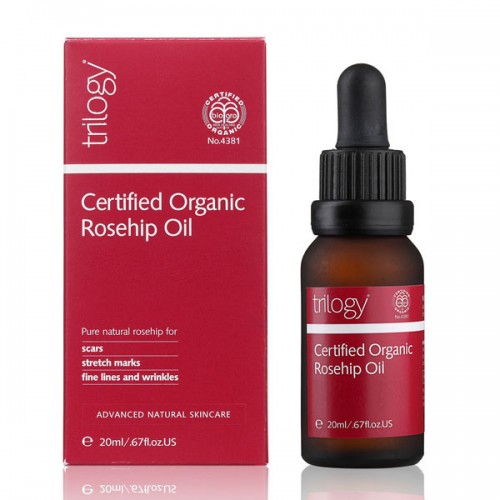 trilogy
CERTIFIED
bio gro
ORGANIC
No.4381
Certified Organic
Rosehip Oil
Pure natural rosehip for
scars
stretch marks
fine lines and wrinkles
ADVANCED NATURAL SKINCARE
e 20ml/.67fl.oz.US
trilogy
No.4381
Certified Organic
Rosehip Oil
e 20ml/.67fl.oz.US